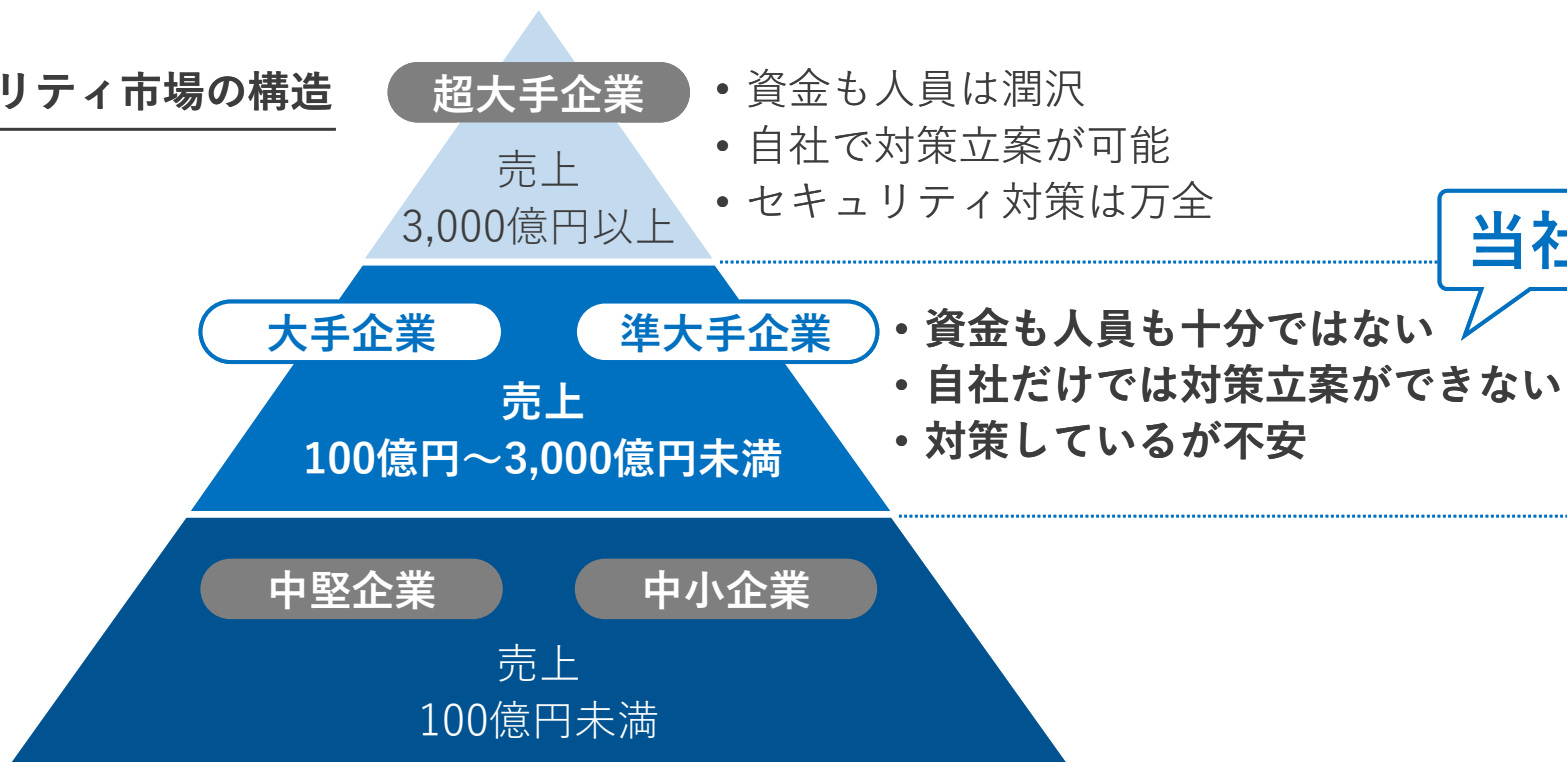 リティ市場の構造
超大手企業
売上
3,000億円以上
• 資金も人員は潤沢
• 自社で対策立案が可能
• セキュリティ対策は万全
当社
大手企業
準大手企業
売上
100億円～3,000億円未満
• 資金も人員も十分ではない
• 自社だけでは対策立案ができない
• 対策しているが不安
中堅企業
中小企業
売上
100億円未満